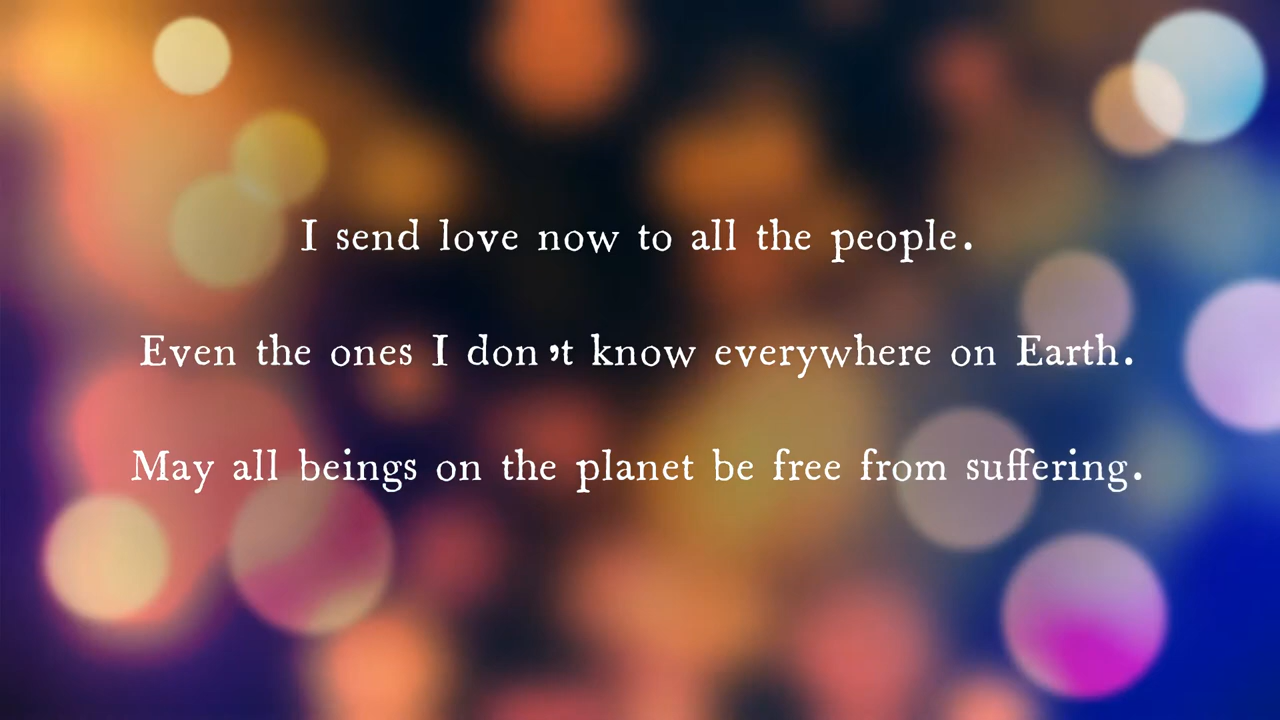 I send love now to all the people.
Even the ones I don't know everywhere on Earth.
May all beings on the planet be free from suffering.